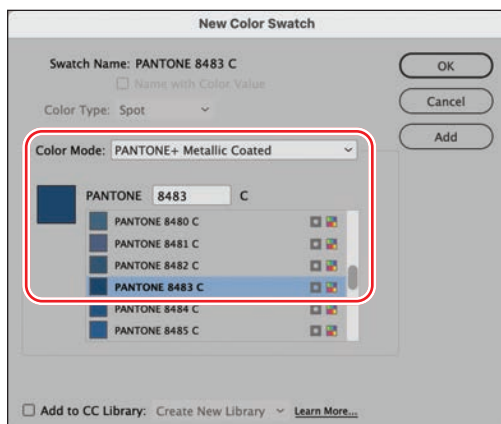 New Color Swatch
Swatch Name: PANTONE 8483 C
Name with Color Value
Color Type: Spot
Color Mode: PANTONE+ Metallic Coated
PANTONE 8483 C
PANTONE 8480 C
PANTONE 8481 C
PANTONE 8482 C
PANTONE 8483 C
PANTONE 8484 C
PANTONE 8485 C
Add to CC Library: Create New Library Learn More...
OK
Cancel
Add